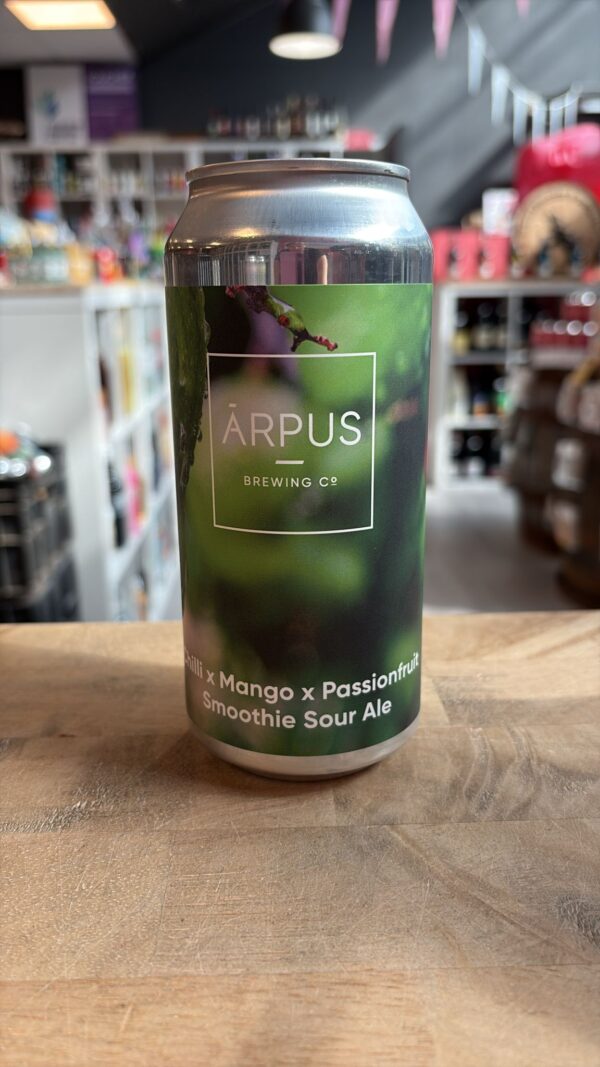 ĀRPUS
BREWING Cº
Chilli x Mango x Passionfruit
Smoothie Sour Ale